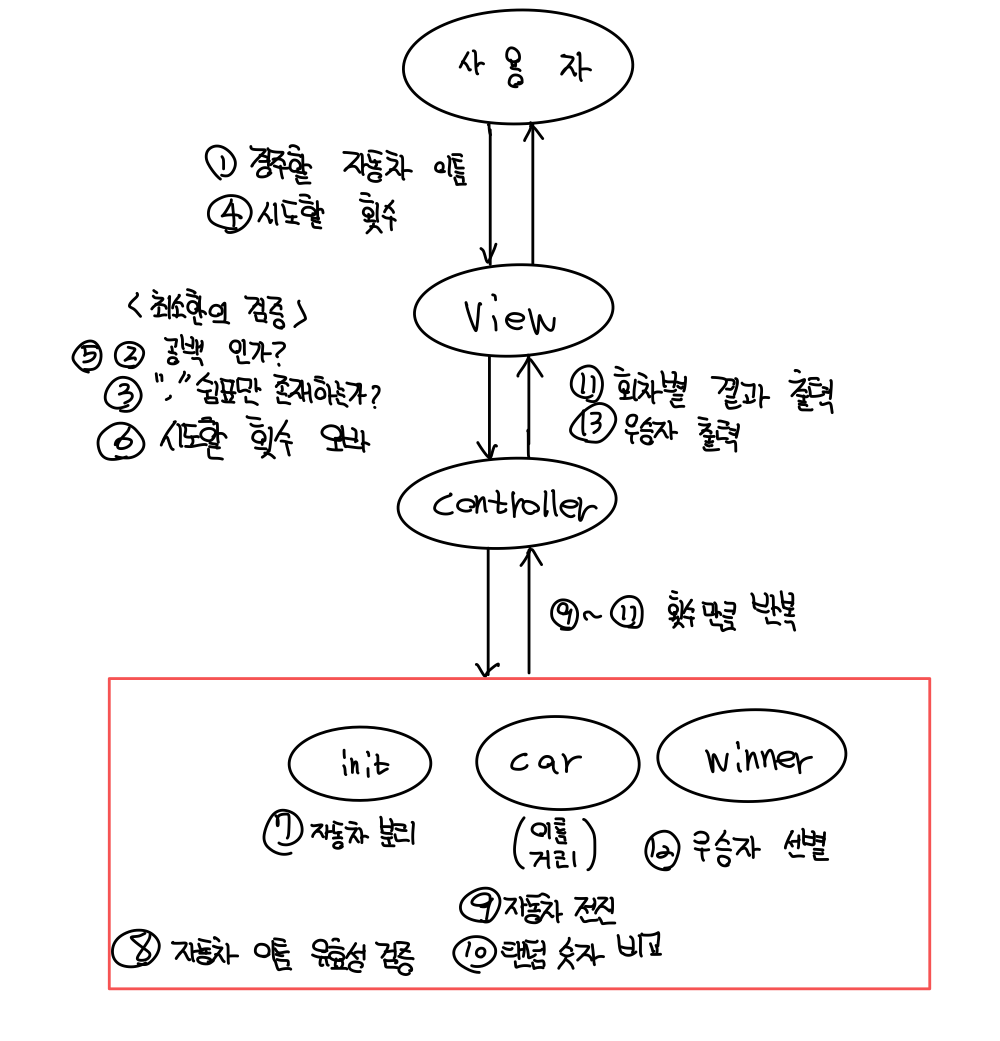 사용자
① 경주할 자동차 이름
④ 시도할 횟수
View
<최소한의 검증>
⑤ ② 공백 인가?
③ "," 쉼표만 존재하는가?
⑥ 시도할 횟수 오바
⑪ 회차별 결과 출력
⑬ 우승자 출력
controller
⑨~⑪ 횟수만큼 반복
init
car
winner
⑦ 자동차 분리
(이름
거리)
⑫ 우승자 선별
⑨ 자동차 전진
⑧ 자동차 이름 유효성 검증
⑩ 랜덤 숫자 비교